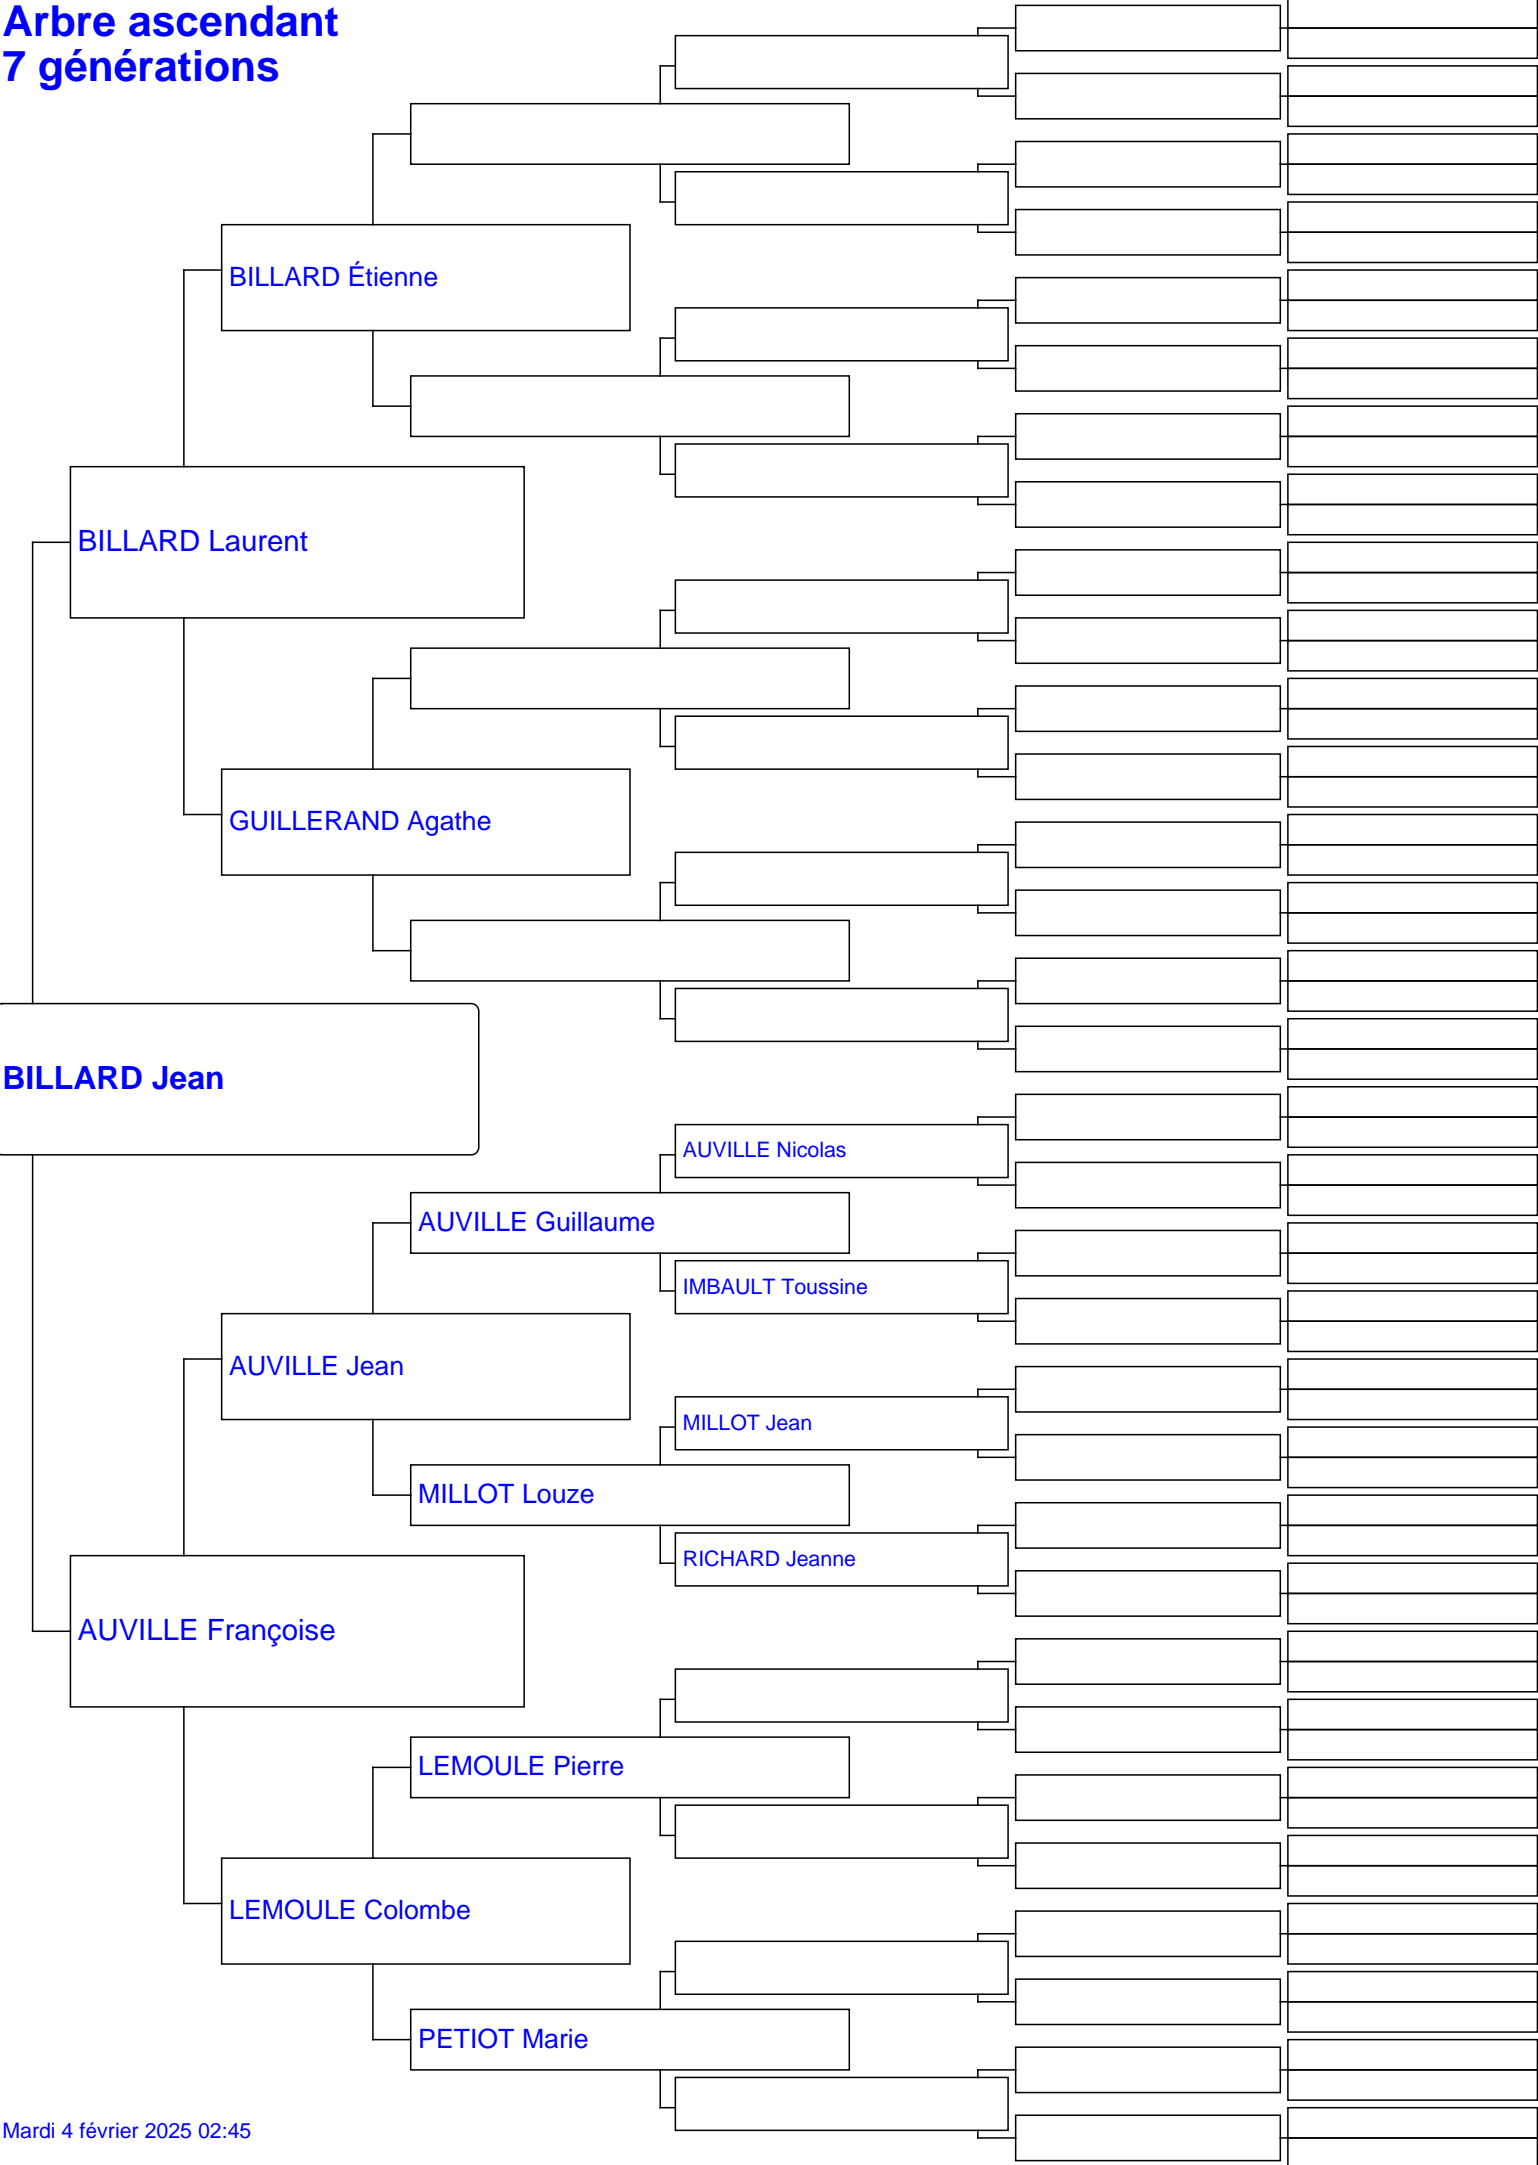 Arbre ascendant
7 générations
BILLARD Étienne
BILLARD Laurent
GUILLERAND Agathe
BILLARD Jean
AUVILLE Nicolas
AUVILLE Guillaume
IMBAULT Toussine
AUVILLE Jean
MILLOT Jean
MILLOT Louze
RICHARD Jeanne
AUVILLE Françoise
LEMOULE Pierre
LEMOULE Colombe
PETIOT Marie
Mardi 4 février 2025 02:45